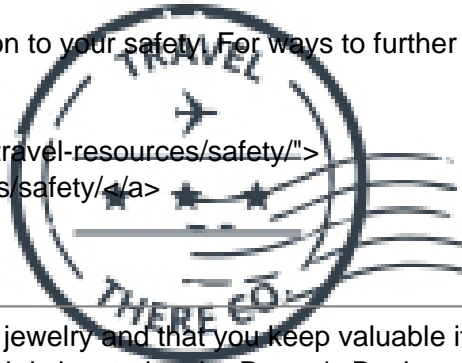 on to your safety. For ways to further
TRAVEL
travel-resources/safety/">
s/safety/</a>
THERE CO.
jewelry and that you keep valuable it